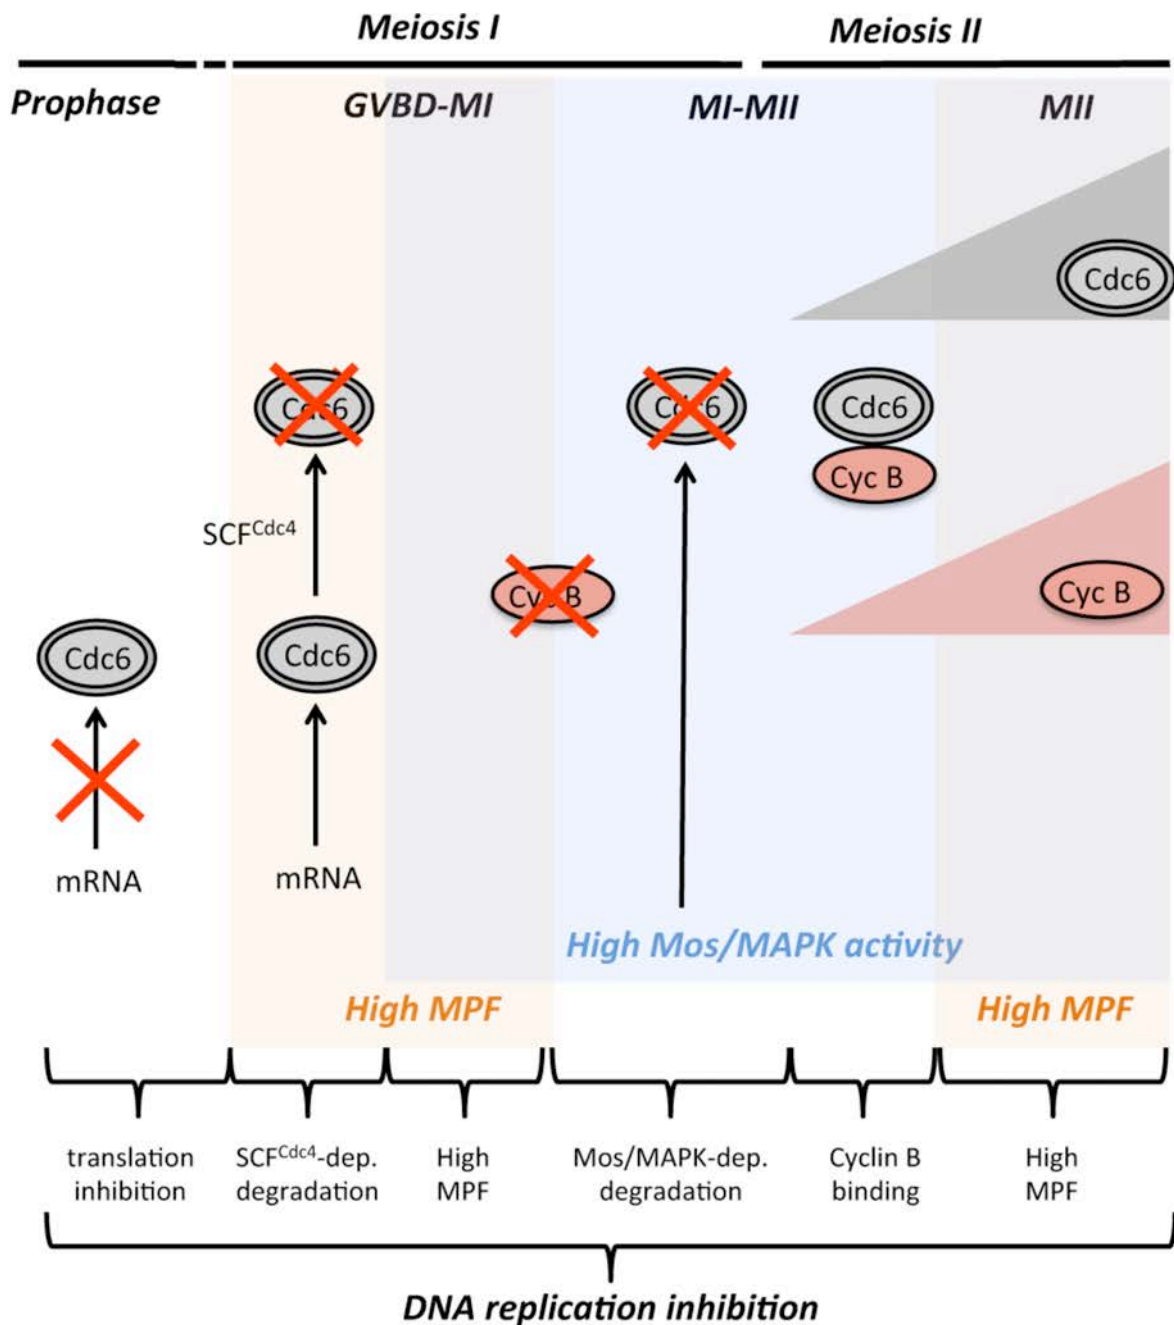 Meiosis I
Meiosis II
Prophase
GVBD-MI
MI-MII
MII
Cdc6
Cdc6
Cdc6
Cdc6
Cyc B
SCFCdc4
Cyc B
Cyc B
Cdc6
Cdc6
mRNA
mRNA
High Mos/MAPK activity
High MPF
High MPF
translation
inhibition
SCFCdc4-dep.
degradation
High
MPF
Mos/MAPK-dep.
degradation
Cyclin B
binding
High
MPF
DNA replication inhibition